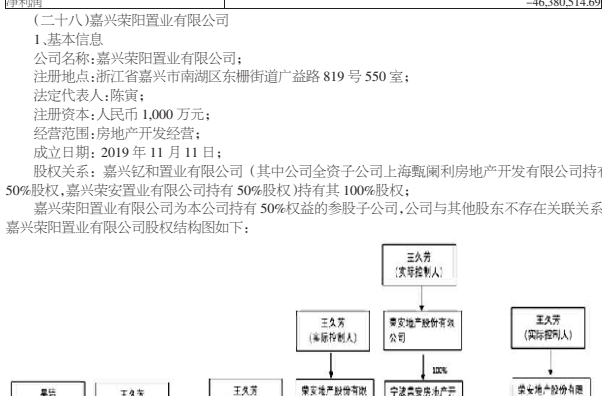 净利润 -46,380,514.69
(二十八)嘉兴荣阳置业有限公司
1、基本信息
公司名称:嘉兴荣阳置业有限公司;
注册地点:浙江省嘉兴市南湖区东栅街道广益路 819 号 550 室;
法定代表人:陈寅;
注册资本:人民币 1,000 万元;
经营范围:房地产开发经营;
成立日期: 2019 年 11 月 11 日;
股权关系: 嘉兴钇和置业有限公司 (其中公司全资子公司上海甄阑利房地产开发有限公司持有
50%股权,嘉兴荣安置业有限公司持有 50%股权)持有其 100%股权;
嘉兴荣阳置业有限公司为本公司持有 50%权益的参股子公司,公司与其他股东不存在关联关系
嘉兴荣阳置业有限公司股权结构图如下:
王久芳
(实际控制人)
王久芳
(实际控制人)
荣安地产股份有限
公司
王久芳
(实际控制人)
100%
王久芳
王久芳
荣安地产股份有限
宁波康安房地产开
荣安地产股份有限